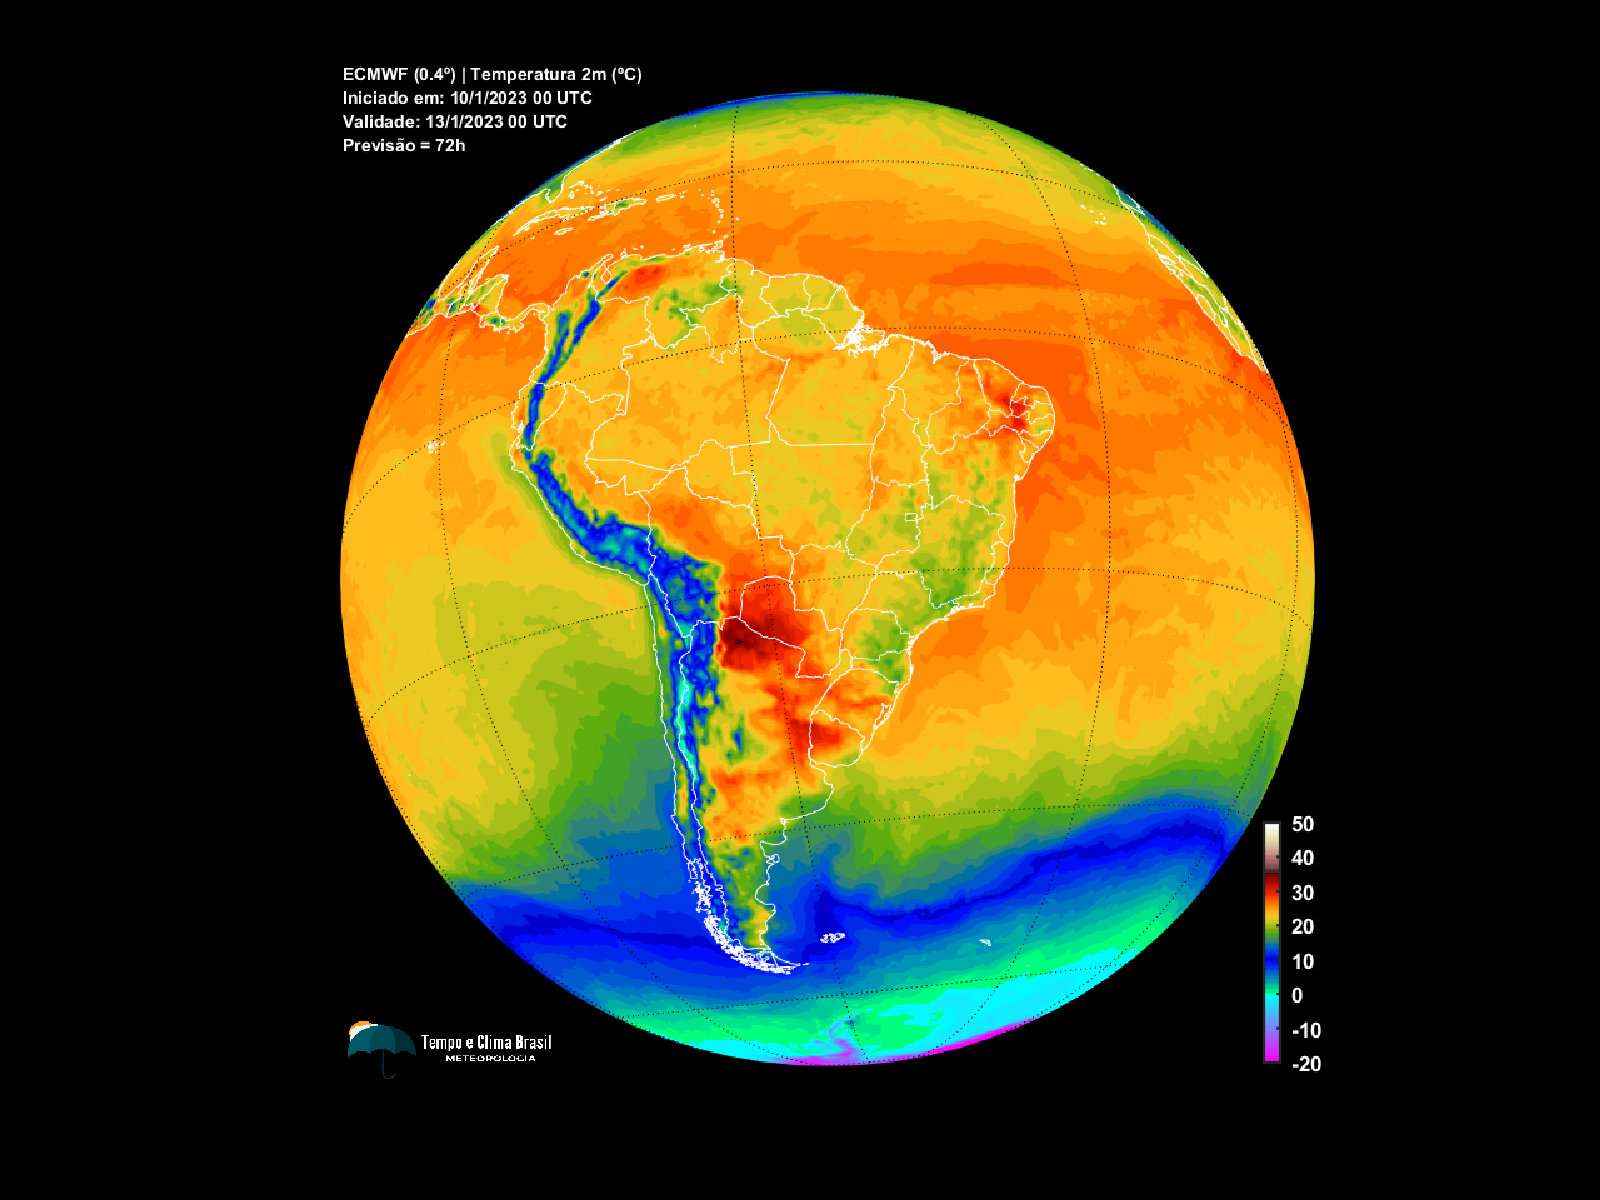 ECMWF (0.4º) | Temperatura 2m (ºC)
Iniciado em: 10/1/2023 00 UTC
Validade: 13/1/2023 00 UTC
Previsão = 72h
50
40
30
20
10
0
-10
-20
Tempo e Clima Brasil
METEOROLOGIA